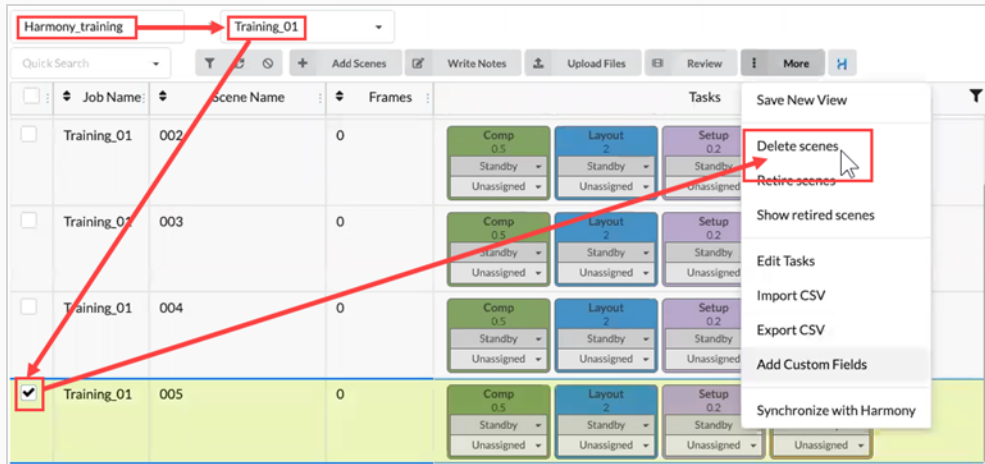 Harmony_training
Training_01
Quick Search
Add Scenes
Write Notes
Upload Files
Review
More
Job Name
Scene Name
Frames
Tasks
Save New View
Delete scenes
Retire scenes
Show retired scenes
Edit Tasks
Import CSV
Export CSV
Add Custom Fields
Synchronize with Harmony
Training_01 002 0
Comp Layout Setup
0.5 2 0.2
Standby Standby Standby
Unassigned Unassigned Unassigned
Training_01 003 0
Comp Layout Setup
0.5 2 0.2
Standby Standby Standby
Unassigned Unassigned Unassigned
Training_01 004 0
Comp Layout Setup
0.5 2 0.2
Standby Standby Standby
Unassigned Unassigned Unassigned
Training_01 005 0
Comp Layout Setup
0.5 2 0.2
Standby Standby Standby
Unassigned Unassigned Unassigned Unassigned